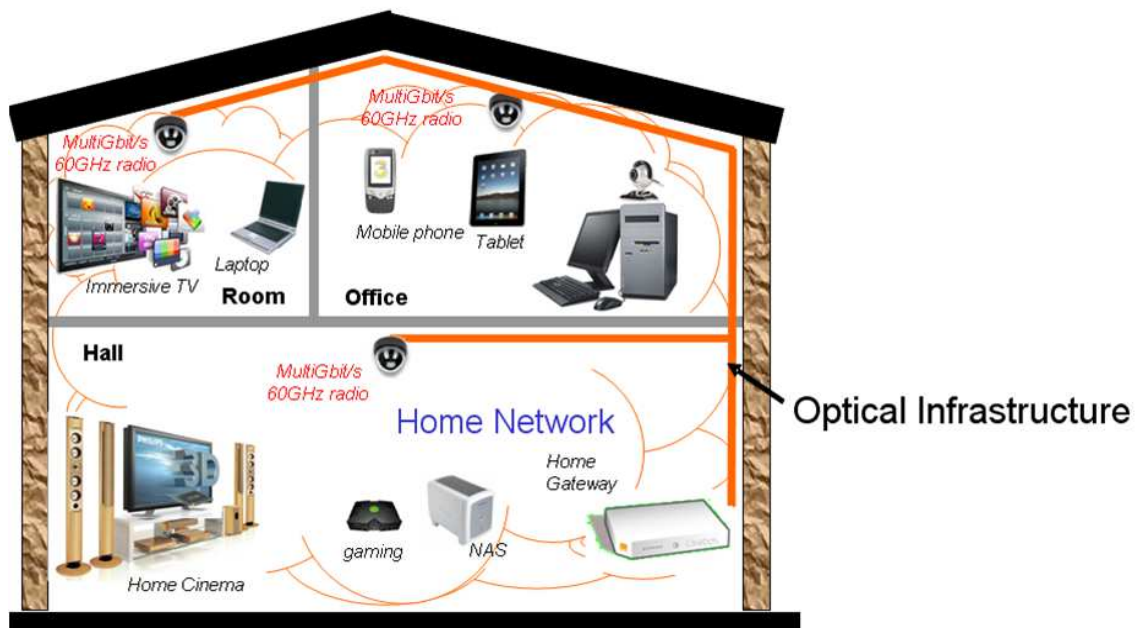 MultiGbit/s
60GHz radio
MultiGbit/s
60GHz radio
Mobile phone
Tablet
Laptop
Immersive TV
Room
Office
Hall
MultiGbit/s
60GHz radio
Home Network
Optical Infrastructure
Home
Gateway
3D
gaming
NAS
Home Cinema